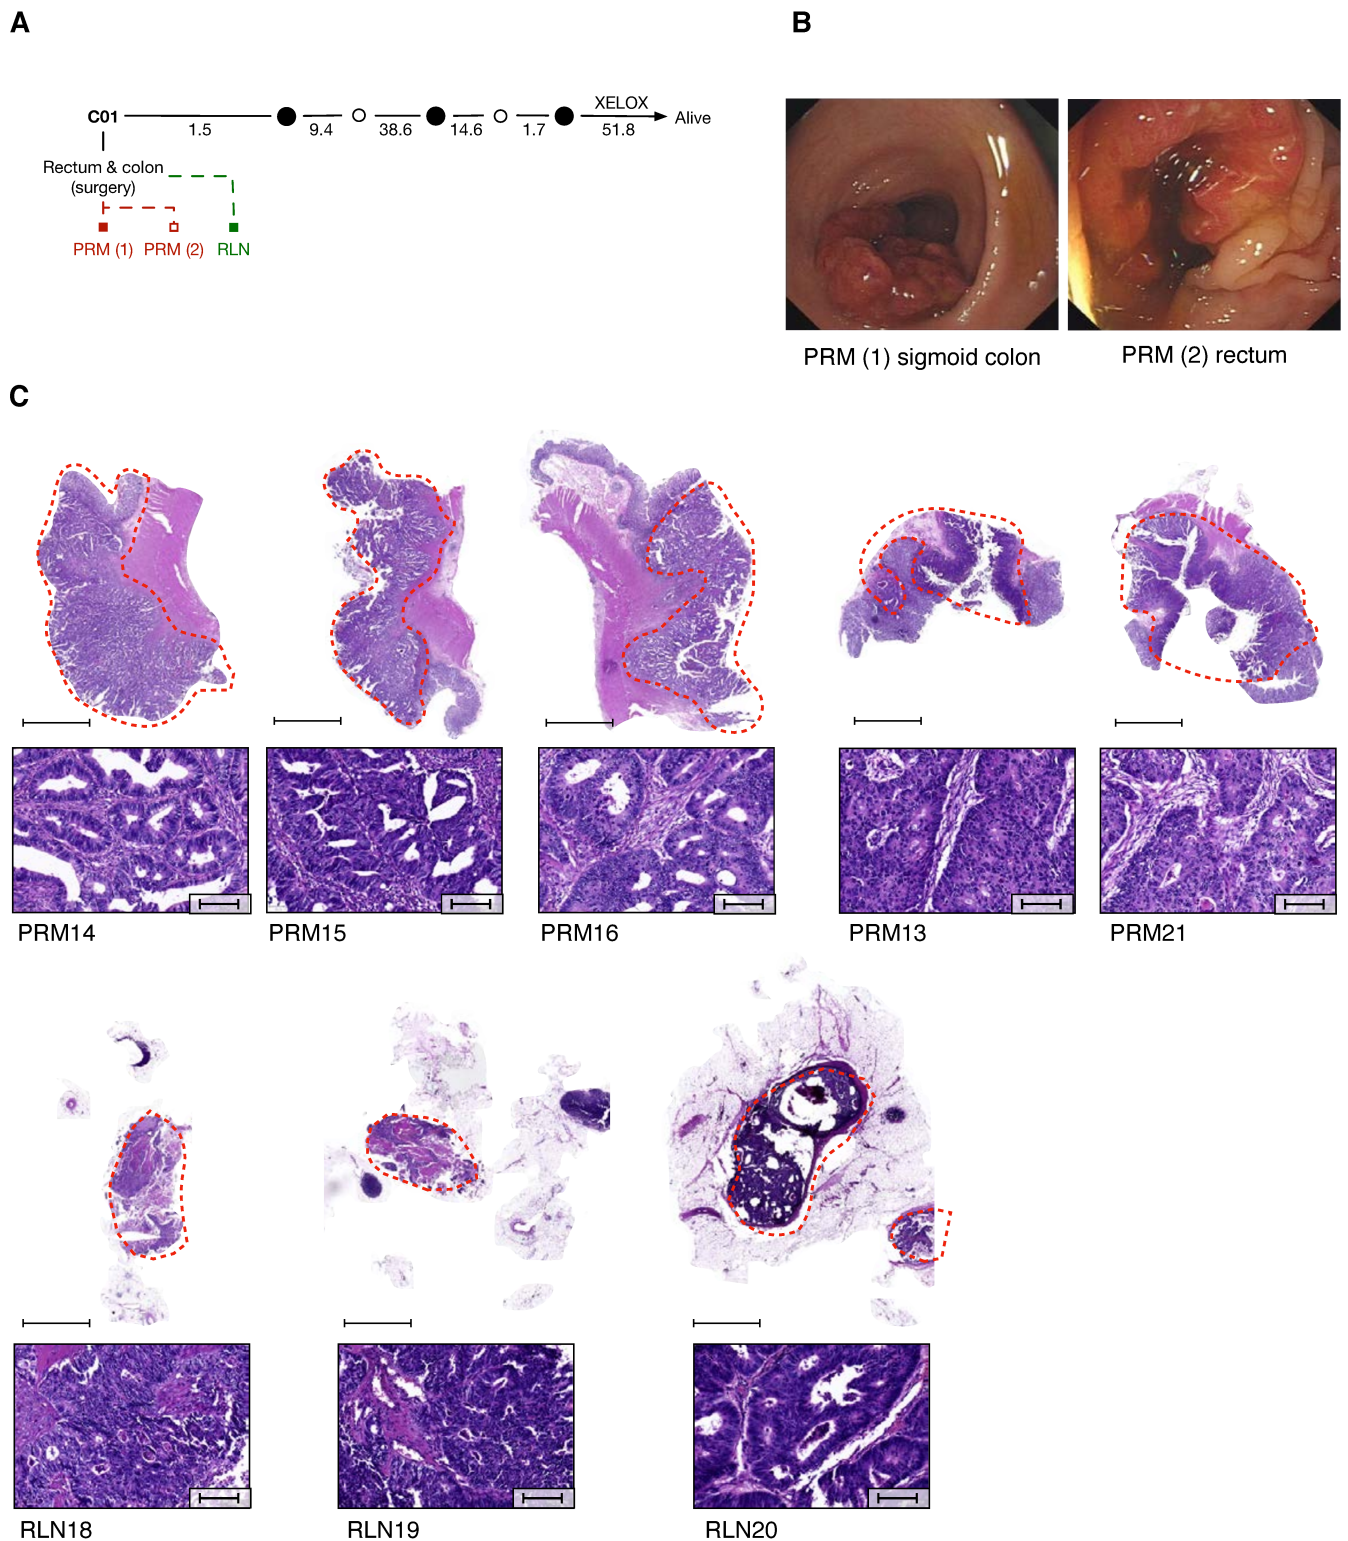 A
B
C01
1.5
9.4
38.6
14.6
1.7
XELOX
51.8
Alive
Rectum & colon
(surgery)
PRM (1)
PRM (2)
RLN
PRM (1) sigmoid colon
PRM (2) rectum
C
PRM14
PRM15
PRM16
PRM13
PRM21
RLN18
RLN19
RLN20